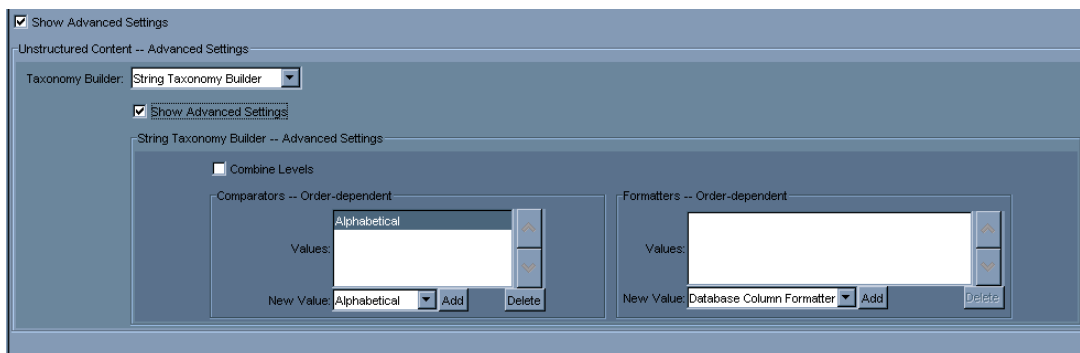 Show Advanced Settings
Unstructured Content -- Advanced Settings
Taxonomy Builder: String Taxonomy Builder
Show Advanced Settings
String Taxonomy Builder -- Advanced Settings
Combine Levels
Comparators -- Order-dependent
Alphabetical
Values:
New Value: Alphabetical Add Delete
Formatters -- Order-dependent
Values:
New Value: Database Column Formatter Add Delete